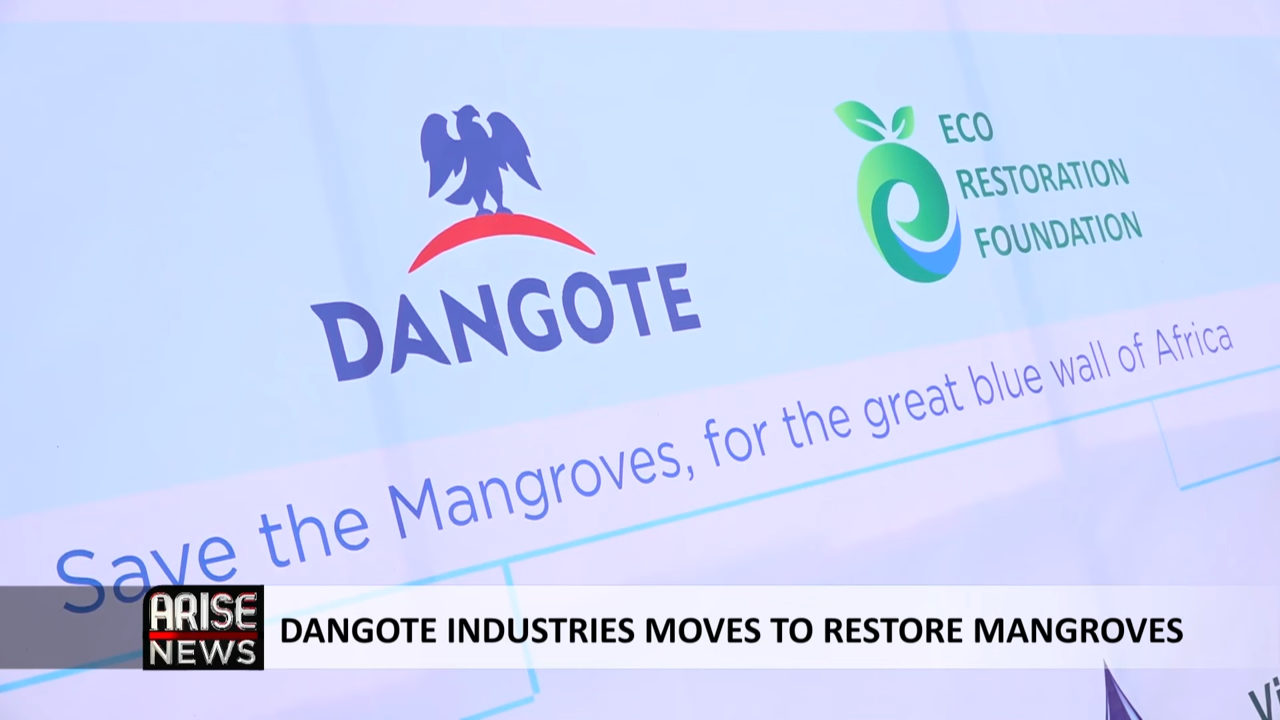 DANGOTE
ECO
RESTORATION
FOUNDATION
Save the Mangroves, for the great blue wall of Africa
ARISE
NEWS
DANGOTE INDUSTRIES MOVES TO RESTORE MANGROVES